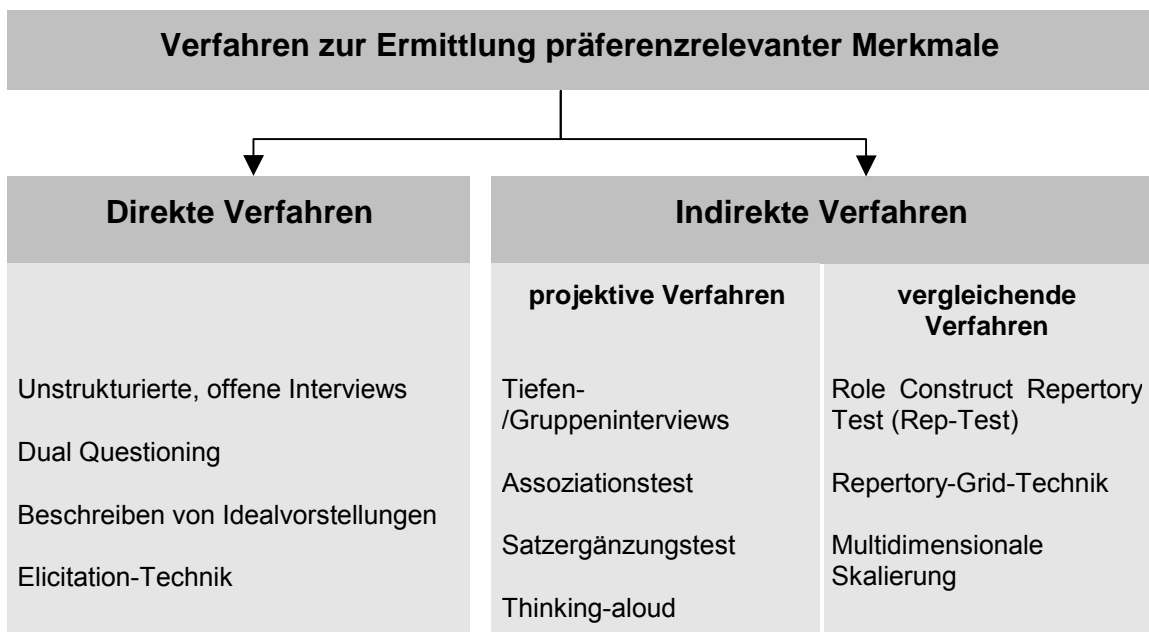 Verfahren zur Ermittlung präferenzrelevanter Merkmale
Direkte Verfahren
Unstrukturierte, offene Interviews
Dual Questioning
Beschreiben von Idealvorstellungen
Elicitation-Technik
Indirekte Verfahren
projektive Verfahren
Tiefen-
/Gruppeninterviews
Assoziationstest
Satzergänzungstest
Thinking-aloud
vergleichende
Verfahren
Role Construct Repertory
Test (Rep-Test)
Repertory-Grid-Technik
Multidimensionale
Skalierung